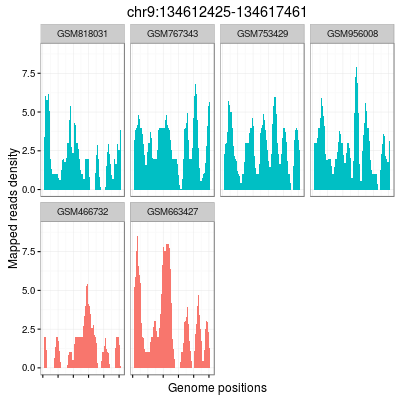 chr9:134612425-134617461
GSM818031 GSM767343 GSM753429 GSM956008
7.5
5.0
2.5
0.0
GSM466732 GSM663427
7.5
5.0
2.5
0.0
Mapped reads density
Genome positions